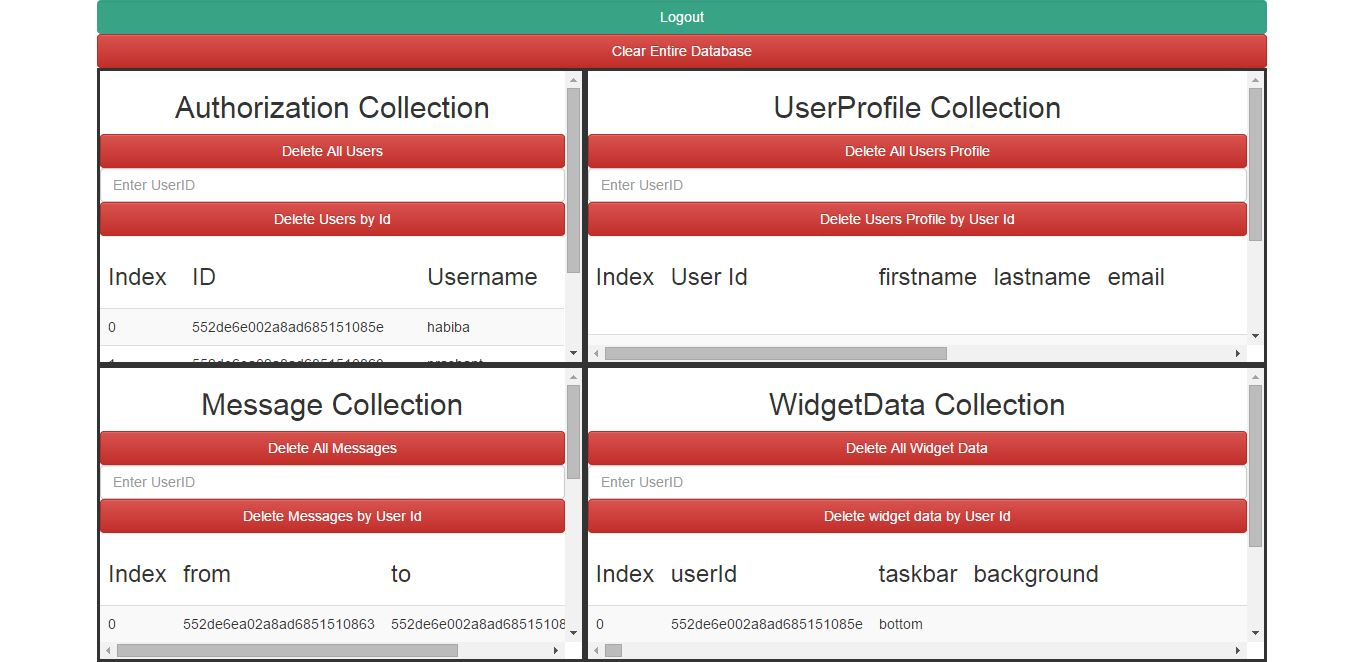 Logout
Clear Entire Database
Authorization Collection
Delete All Users
Enter UserID
Delete Users by Id
Index ID Username
0 552de6e002a8ad685151085e habiba
UserProfile Collection
Delete All Users Profile
Enter UserID
Delete Users Profile by User Id
Index User Id firstname lastname email
Message Collection
Delete All Messages
Enter UserID
Delete Messages by User Id
Index from to
0 552de6ea02a8ad6851510863 552de6e002a8ad68515108
WidgetData Collection
Delete All Widget Data
Enter UserID
Delete widget data by User Id
Index userId taskbar background
0 552de6e002a8ad685151085e bottom